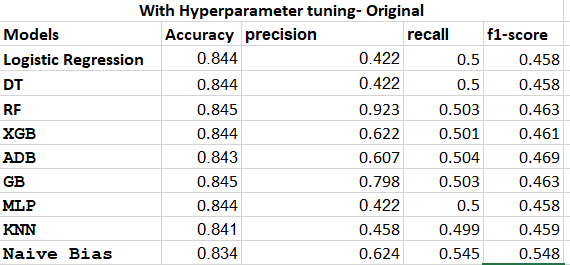 With Hyperparameter tuning- Original
Models Accuracy precision recall f1-score
Logistic Regression 0.844 0.422 0.5 0.458
DT 0.844 0.422 0.5 0.458
RF 0.845 0.923 0.503 0.463
XGB 0.844 0.622 0.501 0.461
ADB 0.843 0.607 0.504 0.469
GB 0.845 0.798 0.503 0.463
MLP 0.844 0.422 0.5 0.458
KNN 0.841 0.458 0.499 0.459
Naive Bias 0.834 0.624 0.545 0.548